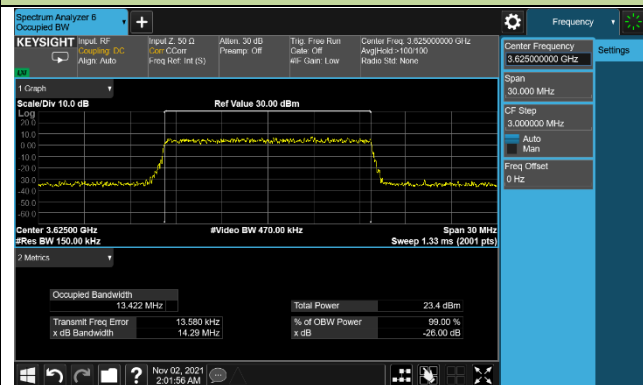 Spectrum Analyzer 6
Occupied BW
Frequency
KEYSIGHT
Input: RF
Coupling: DC
Align: Auto
Input Z: 50 Ω
Corr CCorr
Freq Ref: Int (S)
Atten: 30 dB
Preamp: Off
Trig: Free Run
Gate: Off
#IF Gain: Low
Center Freq: 3.625000000 GHz
Avg|Hold:>100/100
Radio Std: None
Center Frequency
3.625000000 GHz
Settings
Span
30.000 MHz
CF Step
3.000000 MHz
Auto
Man
Freq Offset
0 Hz
1 Graph
Scale/Div 10.0 dB
Ref Value 30.00 dBm
Log
20.0
10.0
0.00
-10.0
-20.0
-30.0
-40.0
-50.0
-60.0
Center 3.62500 GHz
#Video BW 470.00 kHz
Span 30 MHz
#Res BW 150.00 kHz
Sweep 1.33 ms (2001 pts)
2 Metrics
Occupied Bandwidth
13.422 MHz
Total Power
23.4 dBm
Transmit Freq Error
13.580 kHz
% of OBW Power
99.00 %
x dB Bandwidth
14.29 MHz
x dB
-26.00 dB
?
Nov 02, 2021
2:01:56 AM